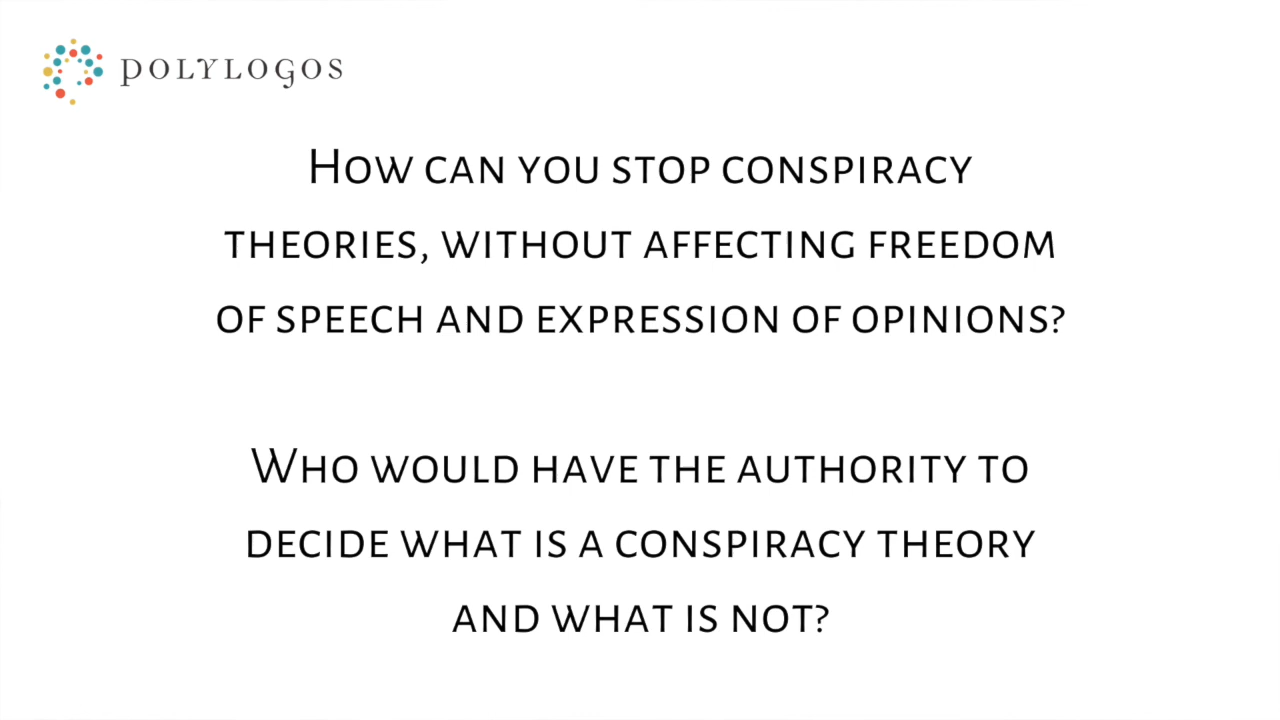 POLYLOGOS
How can you stop conspiracy
theories, without affecting freedom
of speech and expression of opinions?
Who would have the authority to
decide what is a conspiracy theory
and what is not?